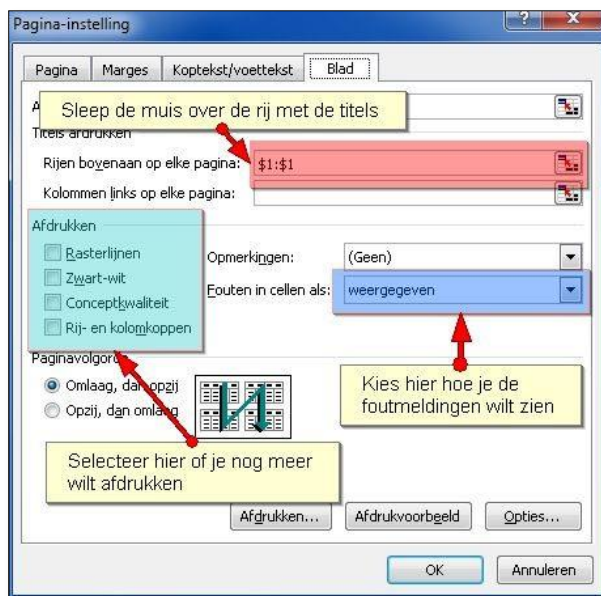 Pagina-instelling
?
X
Pagina Marges Koptekst/voettekst Blad
A
Sleep de muis over de rij met de titels
Titels afdrukken
Rijen bovenaan op elke pagina: $1:$1
Kolommen links op elke pagina:
Afdrukken
Rasterlijnen
Zwart-wit
Conceptkwaliteit
Rij- en kolomkoppen
Opmerkingen: (Geen)
Fouten in cellen als: weergegeven
Paginavolgorde
Omlaag, dan opzij
Opzij, dan omlaag
Kies hier hoe je de
foutmeldingen wilt zien
Selecteer hier of je nog meer
wilt afdrukken
Afdrukken... Afdrukvoorbeeld Opties...
OK Annuleren